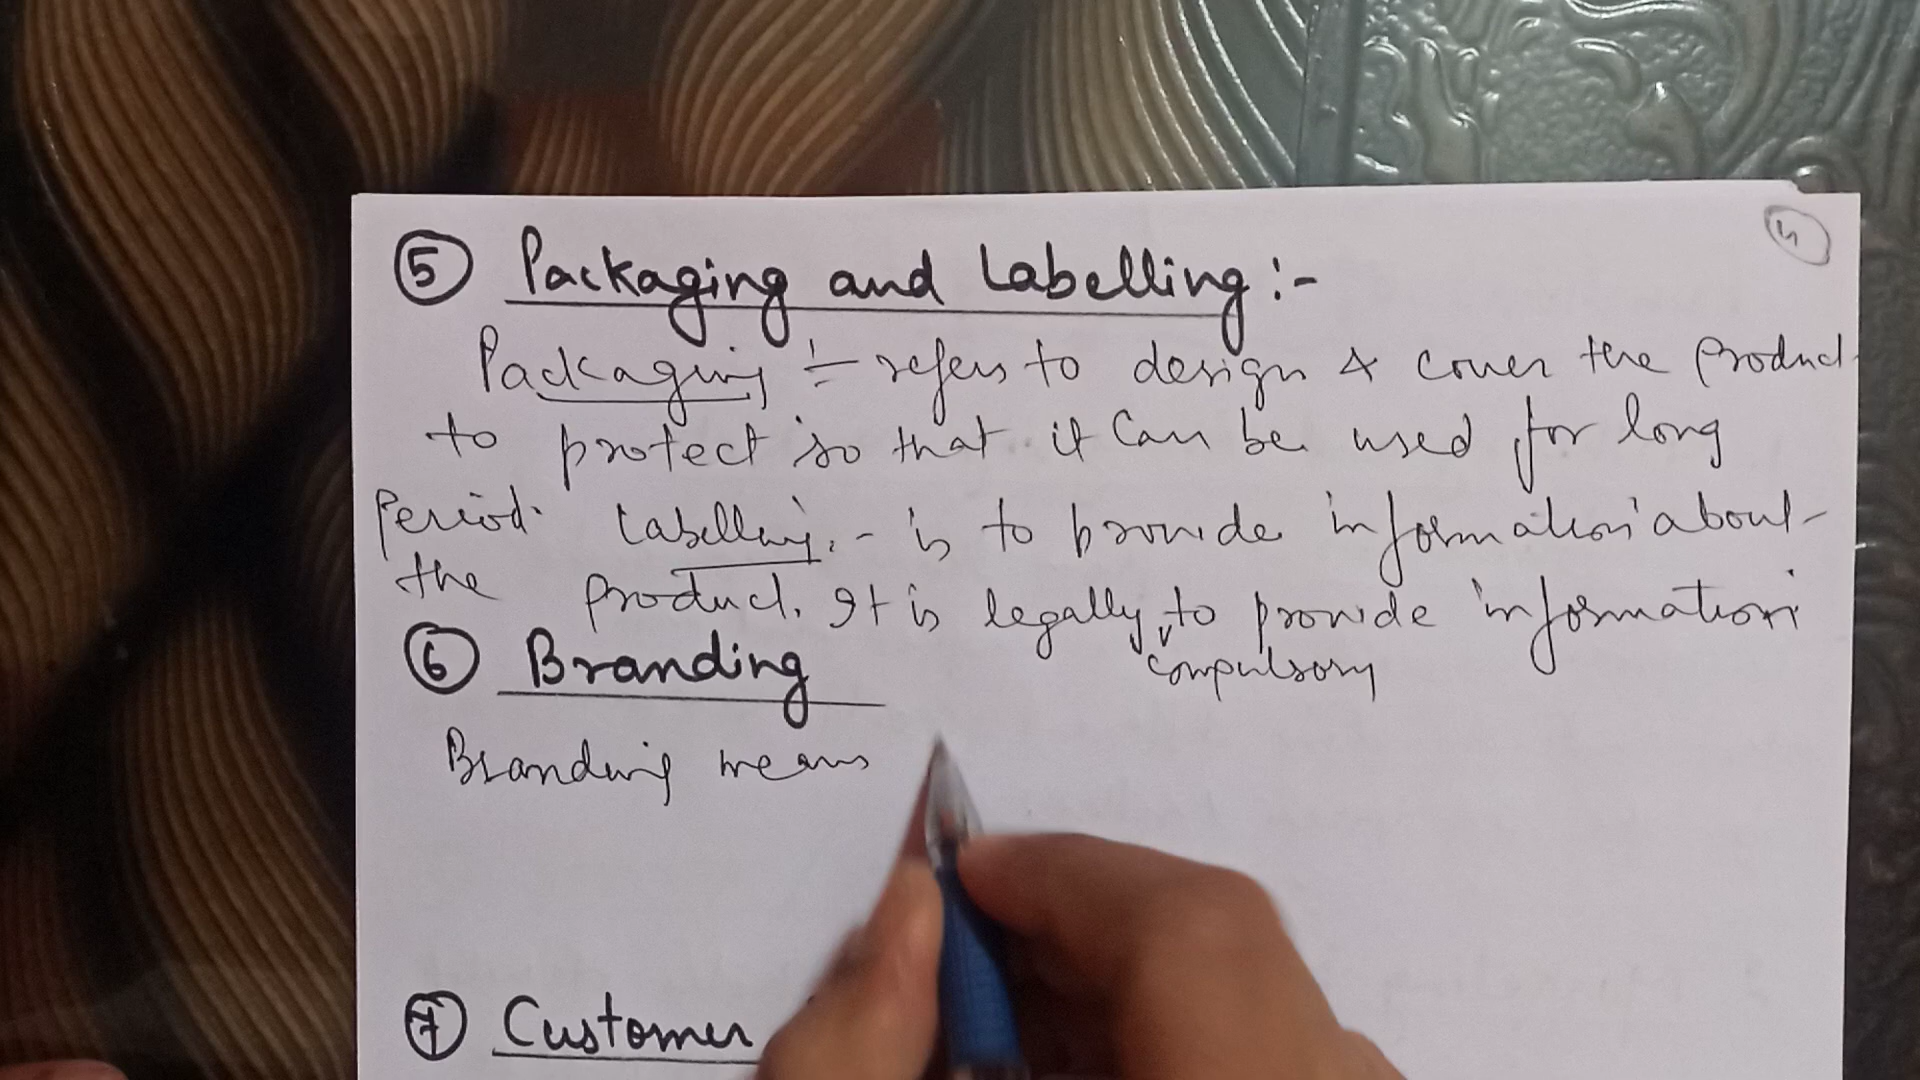 ⑤ Packaging and Labelling :-
Packaging :- refers to design & cover the Product
to protect so that it can be used for long
Period. Labelling :- is to provide information about
the Product. It is legally to provide information
compulsory
⑥ Branding
Branding means
⑦ Customer